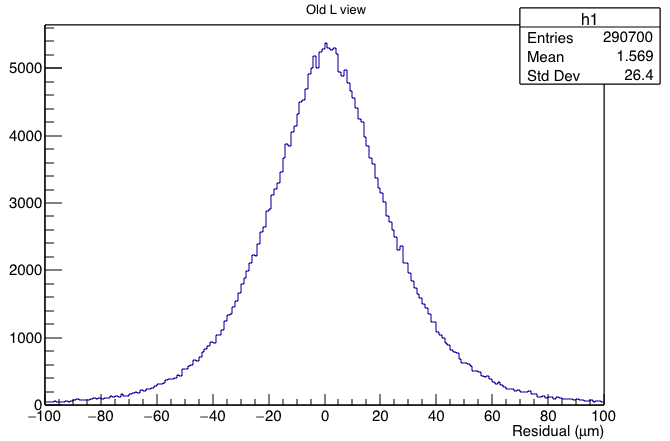 Old L view
h1
Entries 290700
Mean 1.569
Std Dev 26.4
5000
4000
3000
2000
1000
0
−100 −80 −60 −40 −20 0 20 40 60 80 100
Residual (μm)